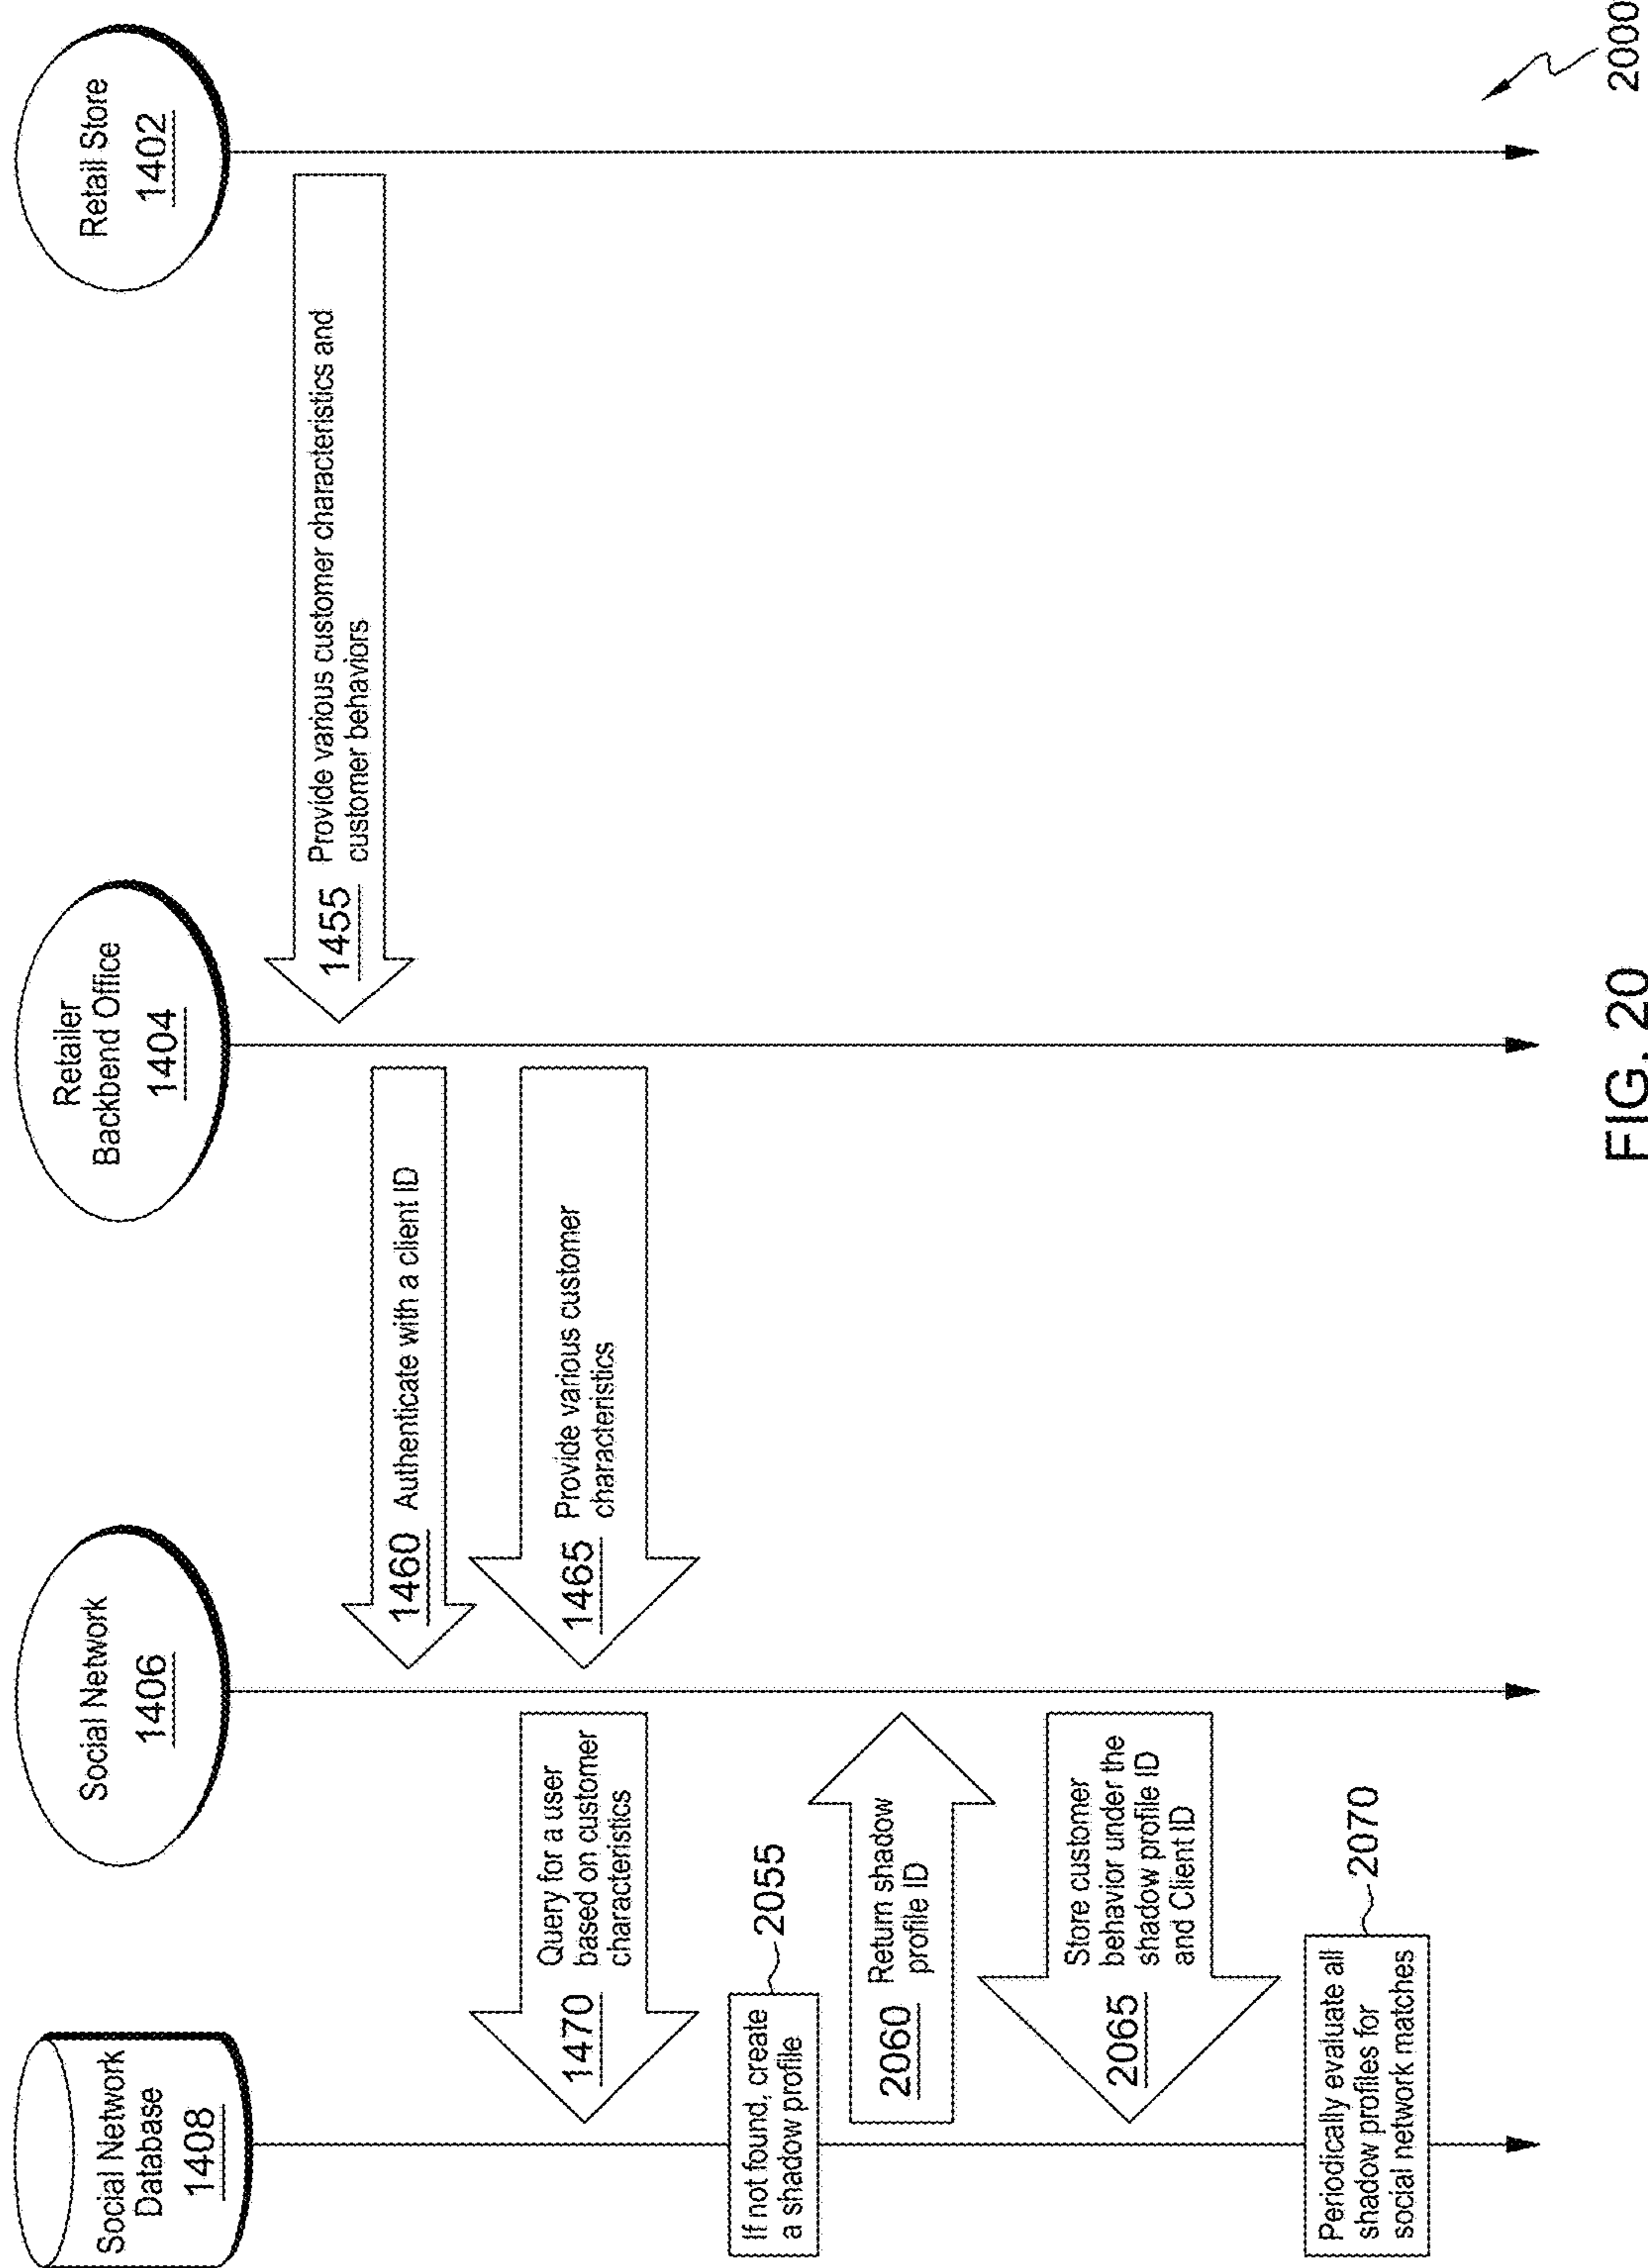 Social Network
Database
1408
Social Network
1406
Retailer
Backbend Office
1404
Retail Store
1402
1455 Provide various customer characteristics and
customer behaviors
1460 Authenticate with a client ID
1465 Provide various customer
characteristics
1470 Query for a user
based on customer
characteristics
If not found, create
a shadow profile
2055
2060 Return shadow
profile ID
2065 Store customer
behavior under the
shadow profile ID
and Client ID
Periodically evaluate all
shadow profiles for
social network matches
2070
2000
FIG. 20